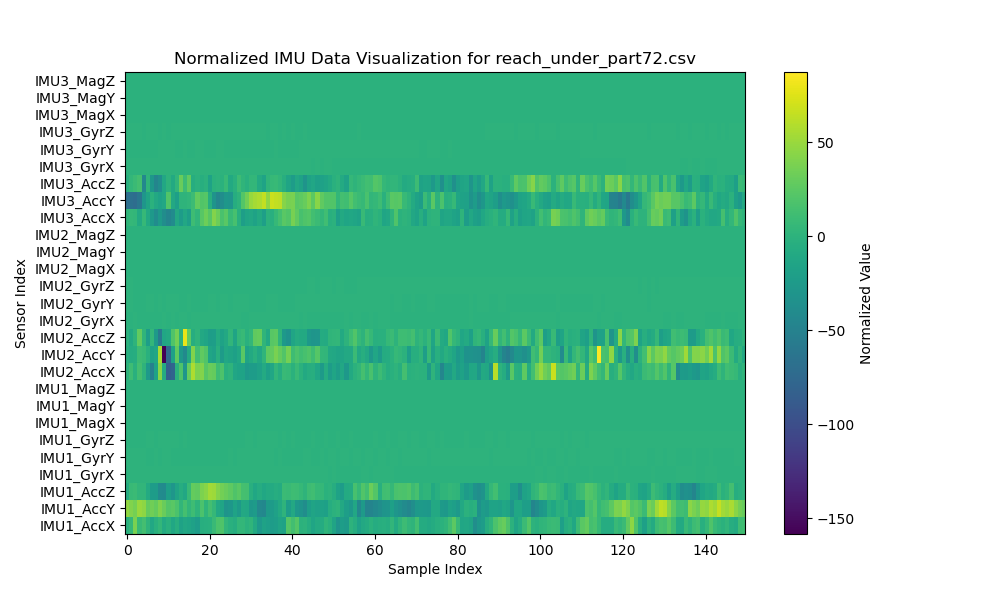 Normalized IMU Data Visualization for reach_under_part72.csv
IMU3_MagZ
IMU3_MagY
IMU3_MagX
IMU3_GyrZ
IMU3_GyrY
IMU3_GyrX
IMU3_AccZ
IMU3_AccY
IMU3_AccX
IMU2_MagZ
IMU2_MagY
IMU2_MagX
IMU2_GyrZ
IMU2_GyrY
IMU2_GyrX
IMU2_AccZ
IMU2_AccY
IMU2_AccX
IMU1_MagZ
IMU1_MagY
IMU1_MagX
IMU1_GyrZ
IMU1_GyrY
IMU1_GyrX
IMU1_AccZ
IMU1_AccY
IMU1_AccX
Sensor Index
0 20 40 60 80 100 120 140
Sample Index
50
0
−50
−100
−150
Normalized Value